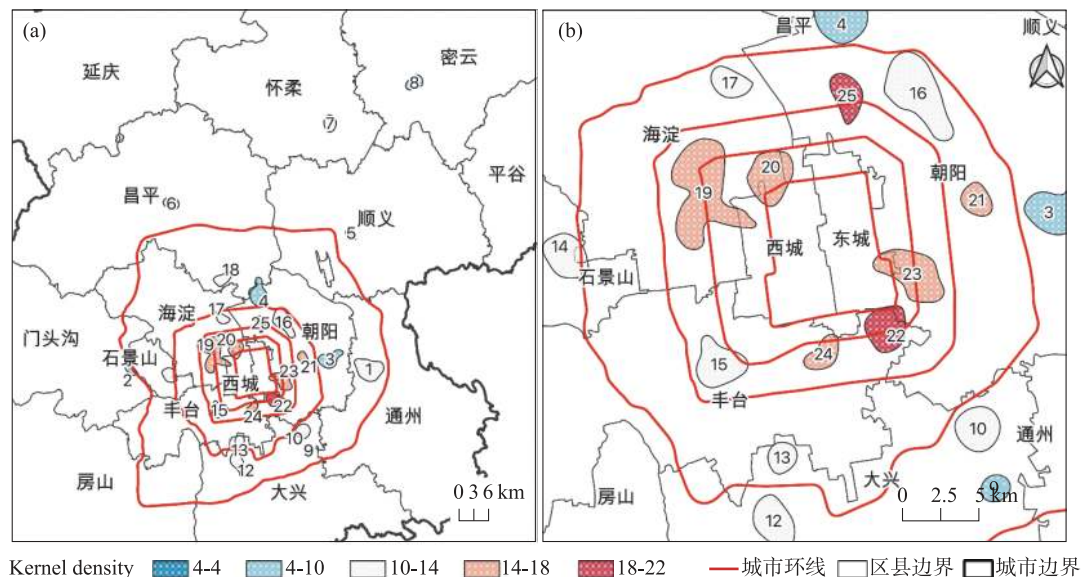 (a)
密云
延庆
8
怀柔
7
平谷
昌平
6
顺义
5
18
4
海淀
17
25
16
朝阳
门头沟
19
20
石景山
21
3
2
23
1
西城
22
丰台
15
24
通州
10
13
9
12
房山
大兴
0 3 6 km
(b)
昌平
4
顺义
17
25
16
海淀
20
朝阳
19
21
3
西城
东城
14
石景山
23
22
15
24
丰台
10
通州
13
大兴
9
房山
12
0 2.5 5 km
Kernel density 4-4 4-10 10-14 14-18 18-22 城市环线 区县边界 城市边界